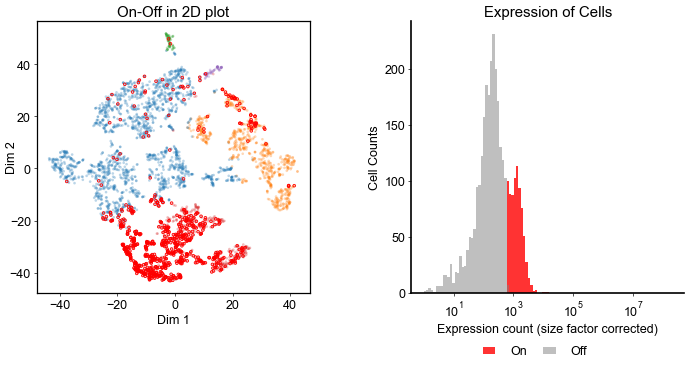 On-Off in 2D plot
Dim 2
40
20
0
−20
−40
−40 −20 0 20 40
Dim 1
Expression of Cells
Cell Counts
200
150
100
50
0
10^1 10^3 10^5 10^7
Expression count (size factor corrected)
On Off